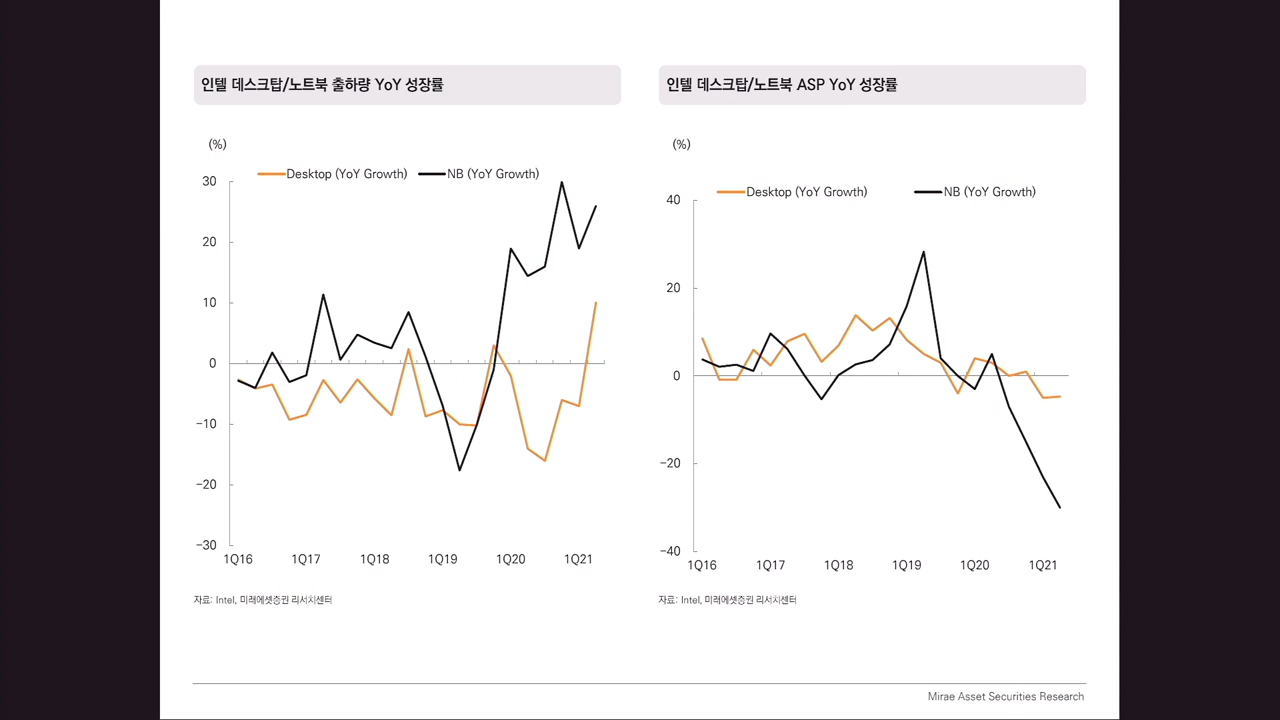 인텔 데스크탑/노트북 출하량 YoY 성장률
(%)
Desktop (YoY Growth) NB (YoY Growth)
30
20
10
0
-10
-20
-30
1Q16 1Q17 1Q18 1Q19 1Q20 1Q21
자료: Intel, 미래에셋증권 리서치센터
인텔 데스크탑/노트북 ASP YoY 성장률
(%)
Desktop (YoY Growth) NB (YoY Growth)
40
20
0
-20
-40
1Q16 1Q17 1Q18 1Q19 1Q20 1Q21
자료: Intel, 미래에셋증권 리서치센터
Mirae Asset Securities Research